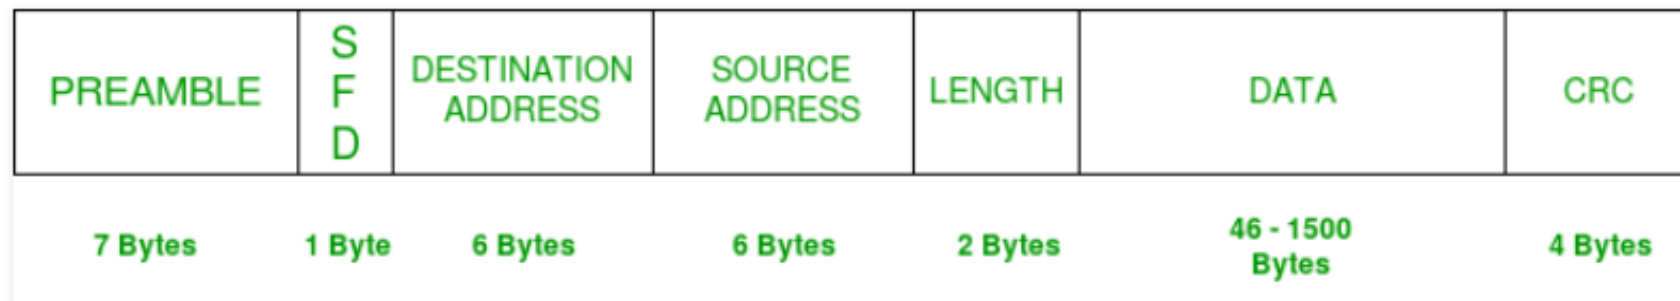 PREAMBLE
S
F
D
DESTINATION
ADDRESS
SOURCE
ADDRESS
LENGTH
DATA
CRC
7 Bytes
1 Byte
6 Bytes
6 Bytes
2 Bytes
46 - 1500
Bytes
4 Bytes